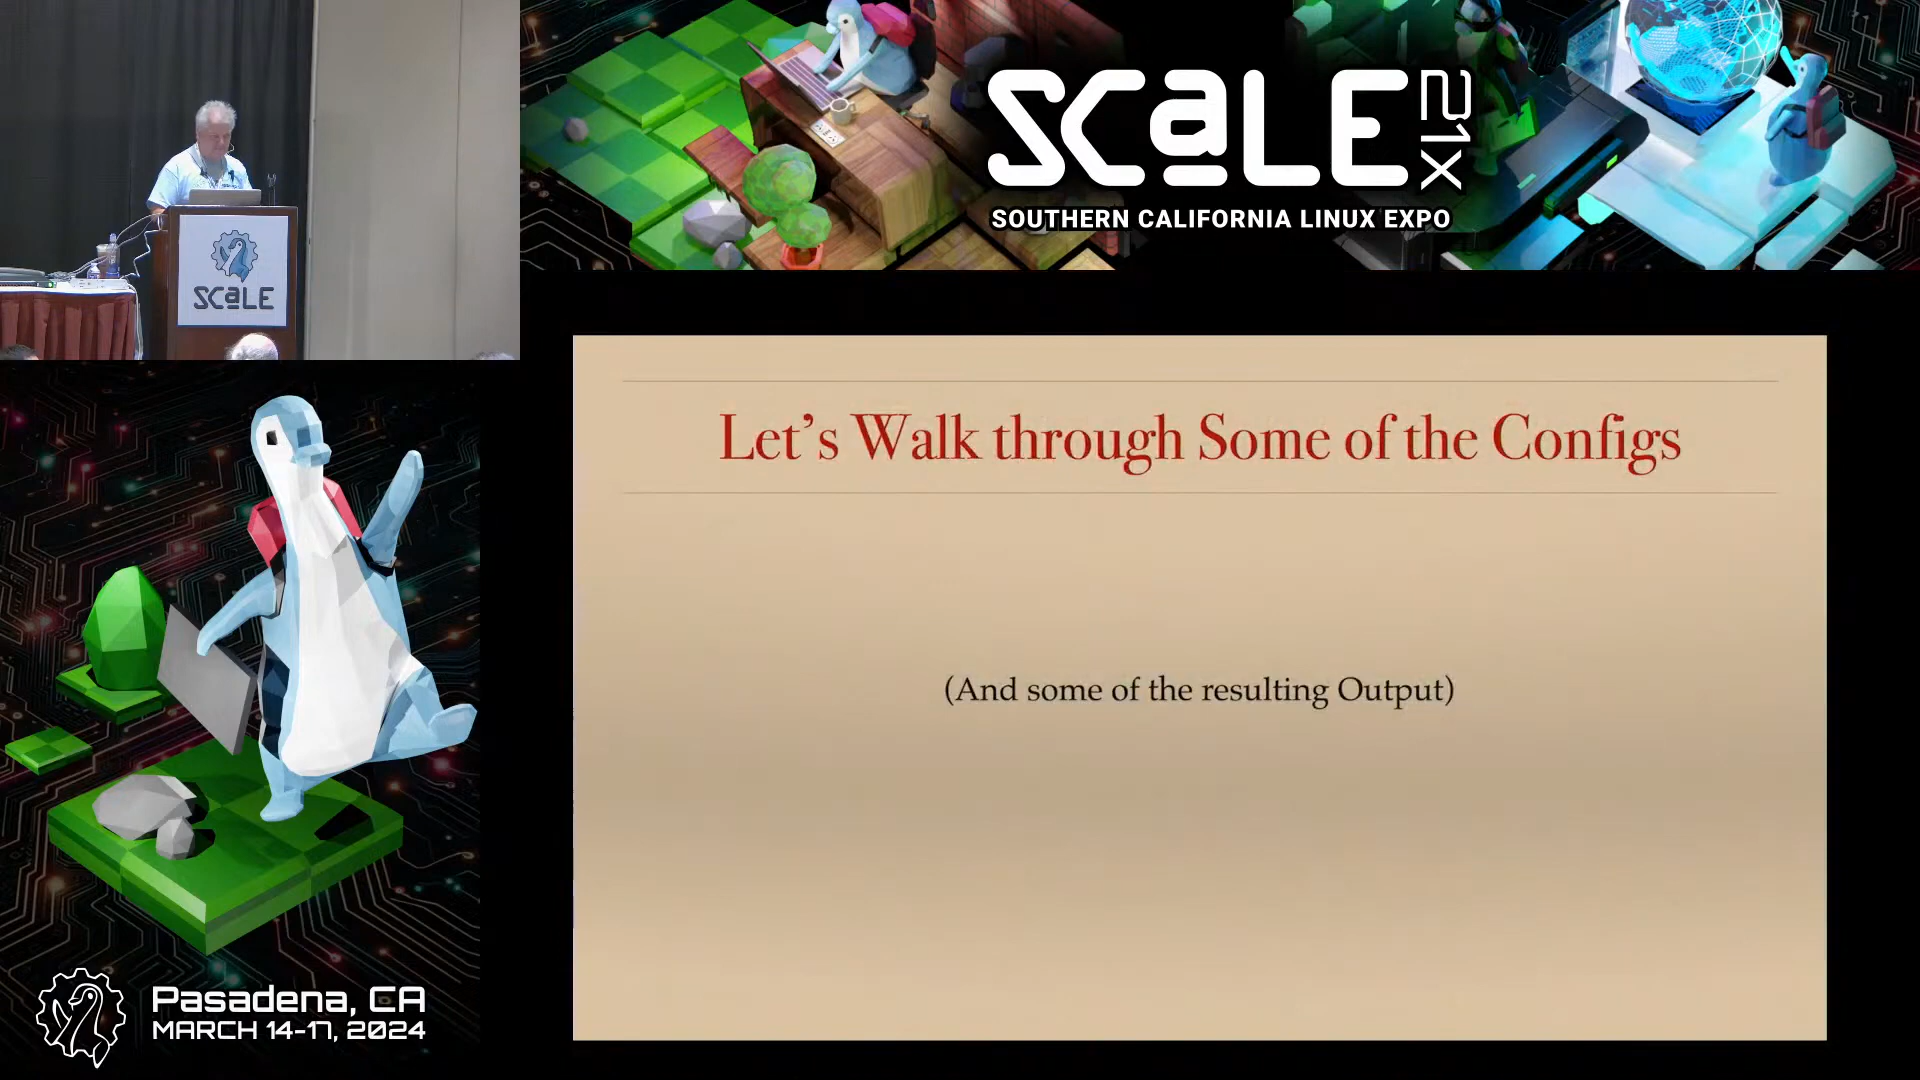 SCaLE 21X
SOUTHERN CALIFORNIA LINUX EXPO
SCaLE
Let's Walk through Some of the Configs
(And some of the resulting Output)
Pasadena, CA
MARCH 14-17, 2024